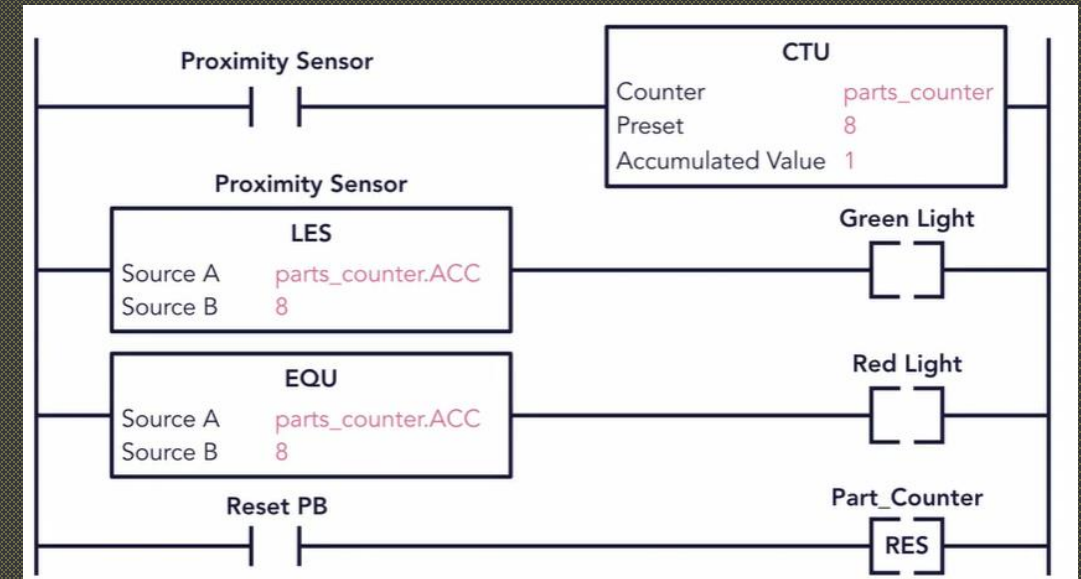 Proximity Sensor
CTU
Counter parts_counter
Preset 8
Accumulated Value 1
Proximity Sensor
LES
Source A parts_counter.ACC
Source B 8
Green Light
EQU
Source A parts_counter.ACC
Source B 8
Red Light
Reset PB
Part_Counter
RES